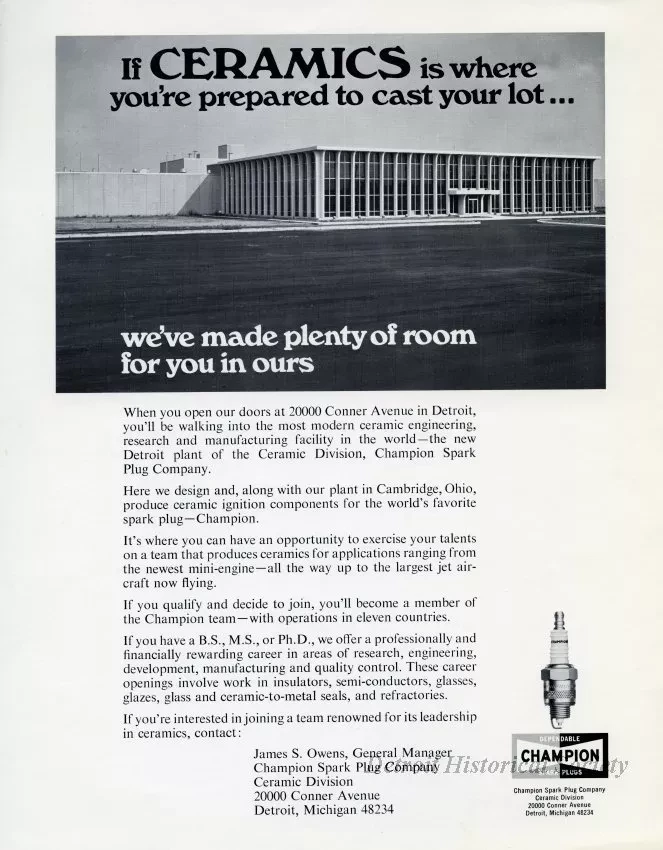 If CERAMICS is where
you're prepared to cast your lot...
we've made plenty of room
for you in ours
When you open our doors at 20000 Conner Avenue in Detroit,
you'll be walking into the most modern ceramic engineering,
research and manufacturing facility in the world—the new
Detroit plant of the Ceramic Division, Champion Spark
Plug Company.
Here we design and, along with our plant in Cambridge, Ohio,
produce ceramic ignition components for the world's favorite
spark plug—Champion.
It's where you can have an opportunity to exercise your talents
on a team that produces ceramics for applications ranging from
the newest mini-engine—all the way up to the largest jet air-
craft now flying.
If you qualify and decide to join, you'll become a member of
the Champion team—with operations in eleven countries.
If you have a B.S., M.S., or Ph.D., we offer a professionally and
financially rewarding career in areas of research, engineering,
development, manufacturing and quality control. These career
openings involve work in insulators, semi-conductors, glasses,
glazes, glass and ceramic-to-metal seals, and refractories.
If you're interested in joining a team renowned for its leadership
in ceramics, contact:
James S. Owens, General Manager
Champion Spark Plug Company
Ceramic Division
20000 Conner Avenue
Detroit, Michigan 48234
CHAMPION
DEPENDABLE
CHAMPION
SPARK PLUGS
Detroit Historical Society
Champion Spark Plug Company
Ceramic Division
20000 Conner Avenue
Detroit, Michigan 48234